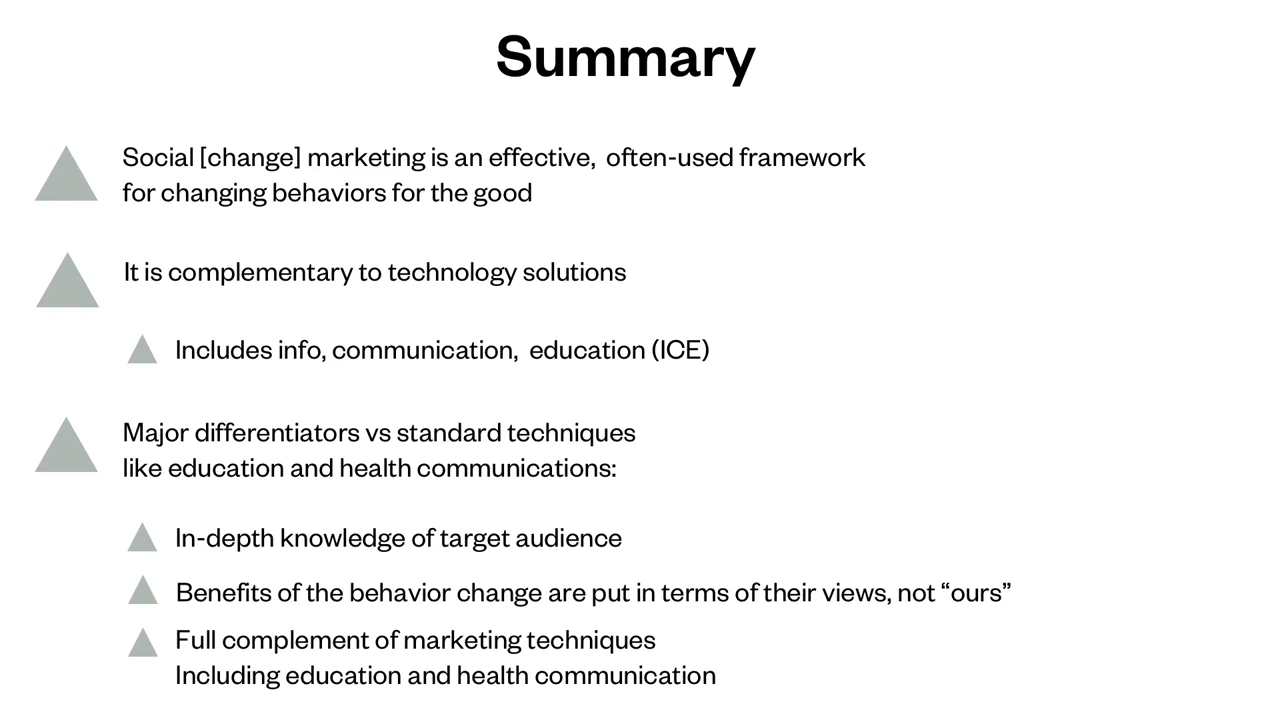 Summary
Social [change] marketing is an effective, often-used framework
for changing behaviors for the good
It is complementary to technology solutions
Includes info, communication, education (ICE)
Major differentiators vs standard techniques
like education and health communications:
In-depth knowledge of target audience
Benefits of the behavior change are put in terms of their views, not “ours”
Full complement of marketing techniques
Including education and health communication